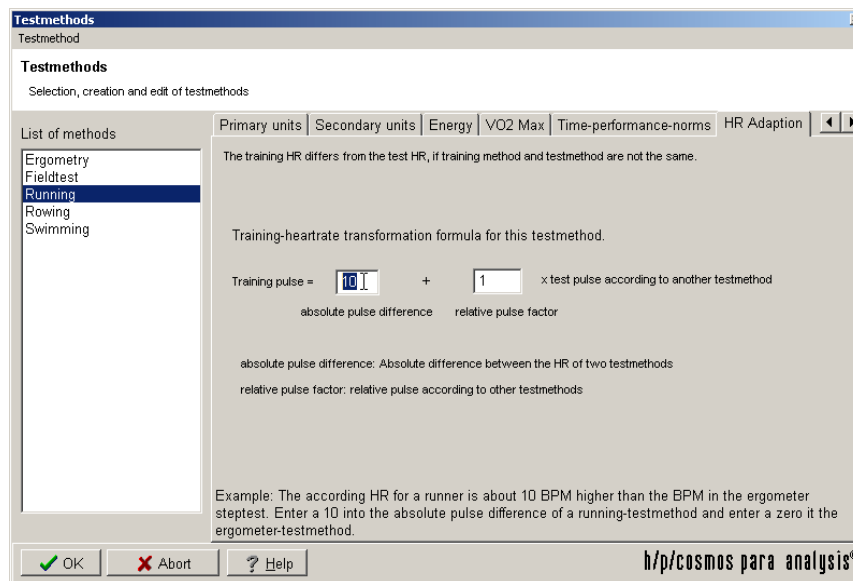 Testmethods
Testmethod
Testmethods
Selection, creation and edit of testmethods
List of methods
Ergometry
Fieldtest
Running
Rowing
Swimming
Primary units Secondary units Energy VO2 Max Time-performance-norms HR Adaption
The training HR differs from the test HR, if training method and testmethod are not the same.
Training-heartrate transformation formula for this testmethod.
Training pulse = 10 + 1 x test pulse according to another testmethod
absolute pulse difference relative pulse factor
absolute pulse difference: Absolute difference between the HR of two testmethods
relative pulse factor: relative pulse according to other testmethods
Example: The according HR for a runner is about 10 BPM higher than the BPM in the ergometer
steptest. Enter a 10 into the absolute pulse difference of a running-testmethod and enter a zero it the
ergometer-testmethod.
OK Abort ? Help h/p/cosmos para analysis®